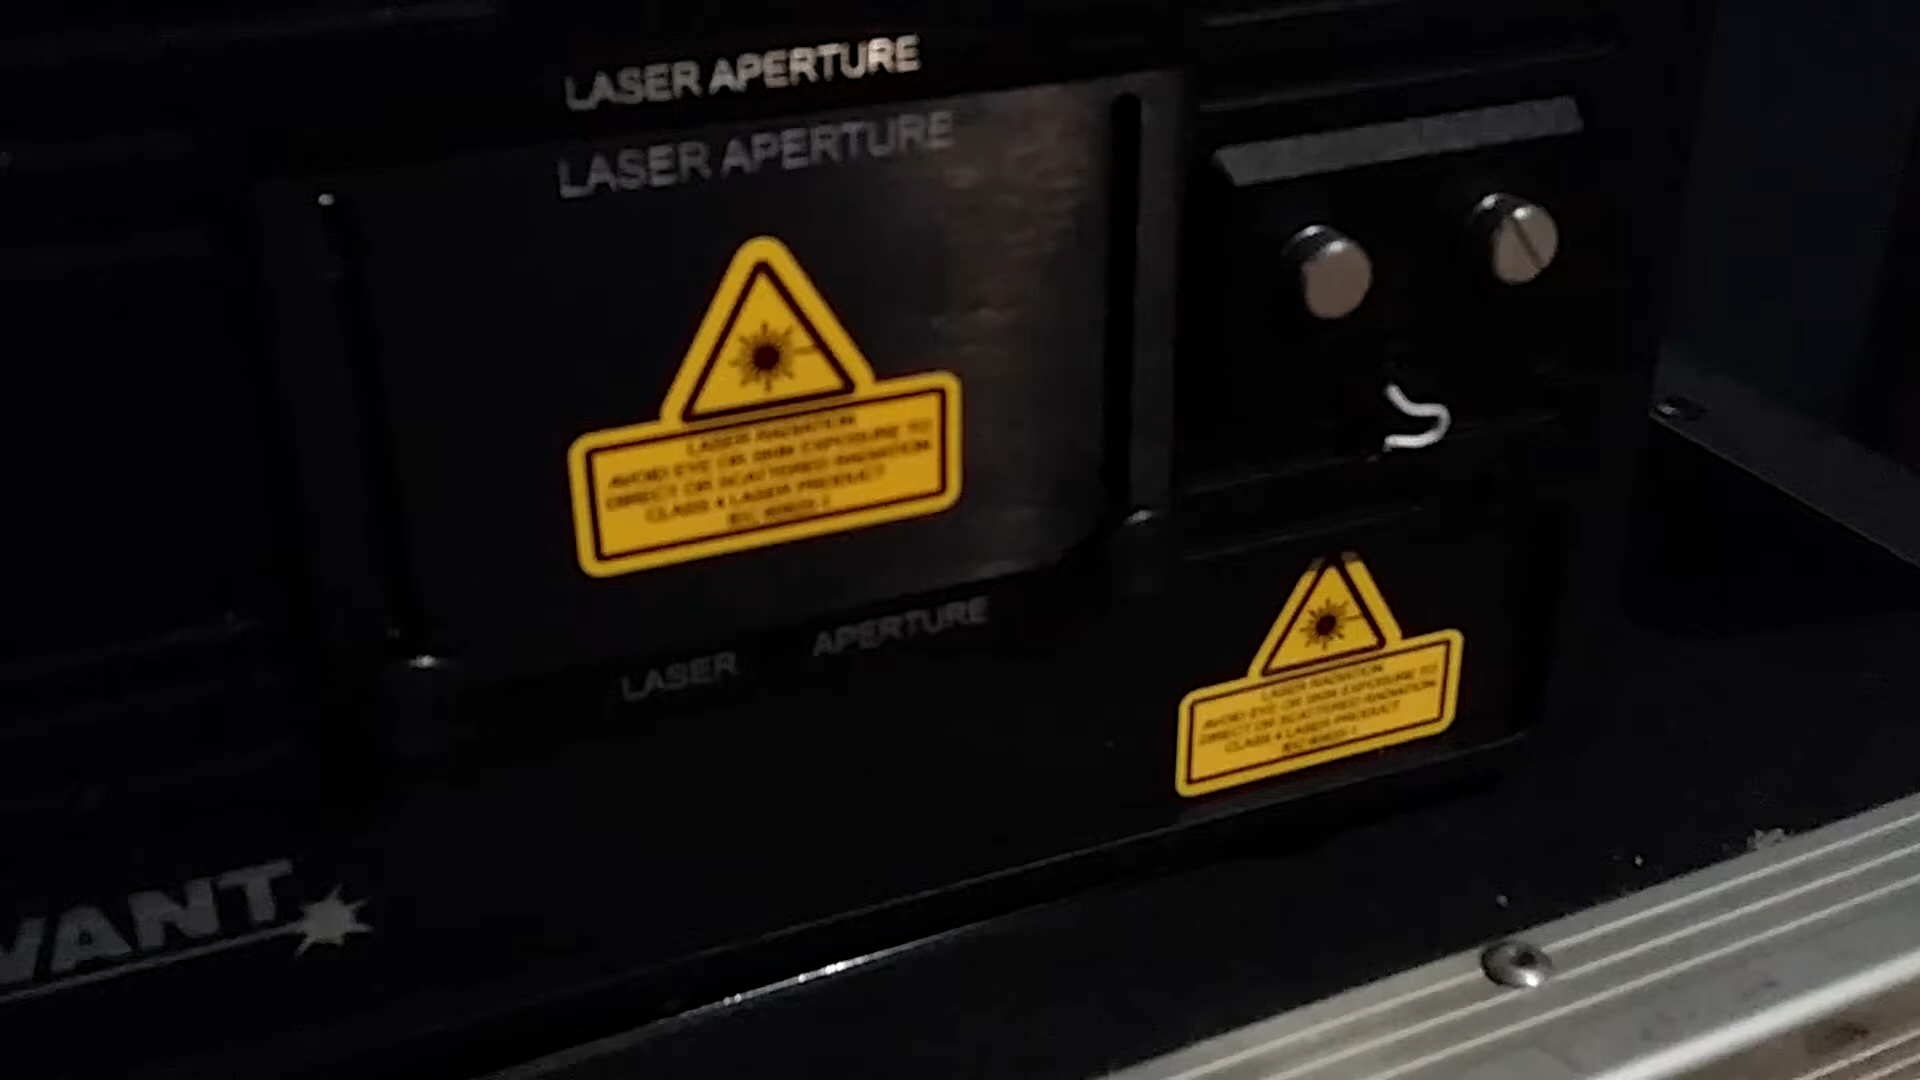 LASER APERTURE
LASER APERTURE
LASER RADIATION
AVOID EYE OR SKIN EXPOSURE TO
DIRECT OR SCATTERED RADIATION
CLASS 4 LASER PRODUCT
LASER APERTURE
LASER RADIATION
AVOID EYE OR SKIN EXPOSURE TO
DIRECT OR SCATTERED RADIATION
CLASS 4 LASER PRODUCT
VANT